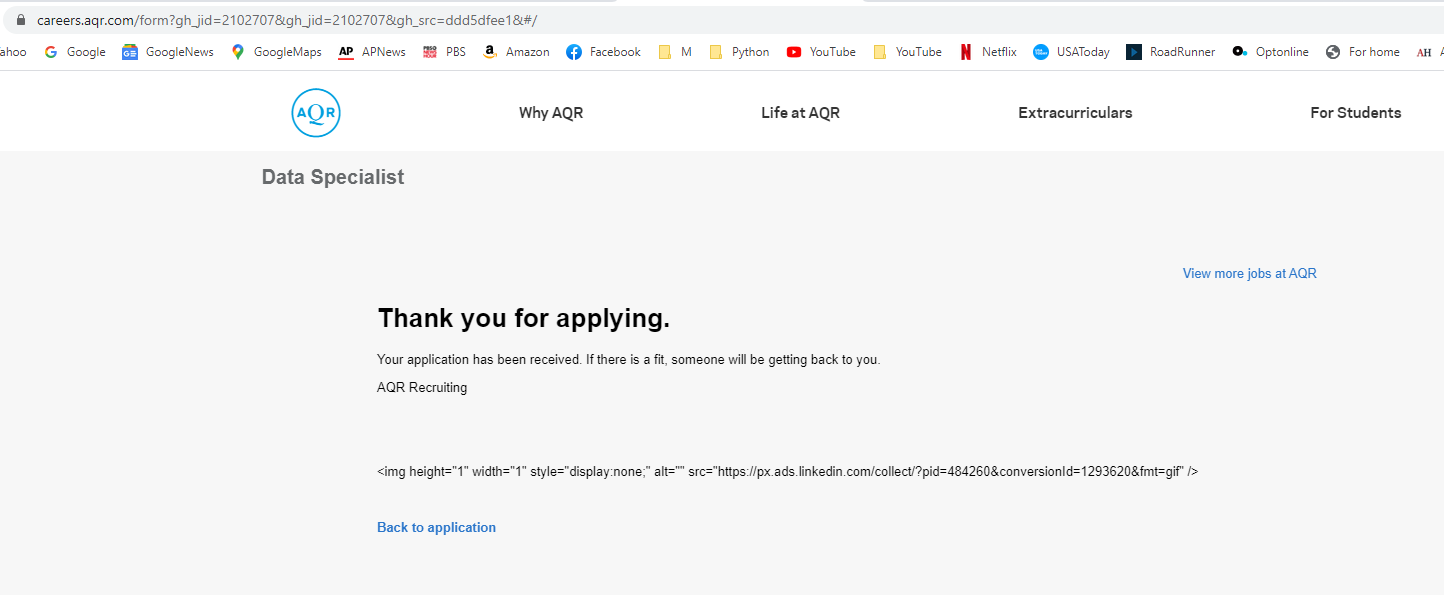 careers.aqr.com/form?gh_jid=2102707&gh_jid=2102707&gh_src=ddd5dfee1&#/
ahoo Google GoogleNews GoogleMaps AP APNews PBS PBS Amazon Facebook M Python YouTube YouTube Netflix USAToday RoadRunner Optonline For home AH
AQR Why AQR Life at AQR Extracurriculars For Students
Data Specialist
View more jobs at AQR
Thank you for applying.
Your application has been received. If there is a fit, someone will be getting back to you.
AQR Recruiting
<img height="1" width="1" style="display:none;" alt="" src="https://px.ads.linkedin.com/collect/?pid=484260&conversionId=1293620&fmt=gif" />
Back to application